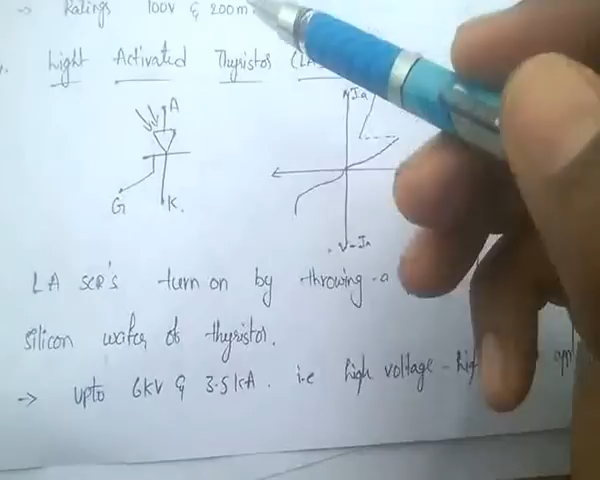 → Ratings 100V & 200m
Light Activated Thyristor (LA
A
G
K.
Ia
-Ia
LA SCR's turn on by throwing a
silicon wafer of thyristor.
→ upto 6kV & 3.5kA. i.e high voltage - hig